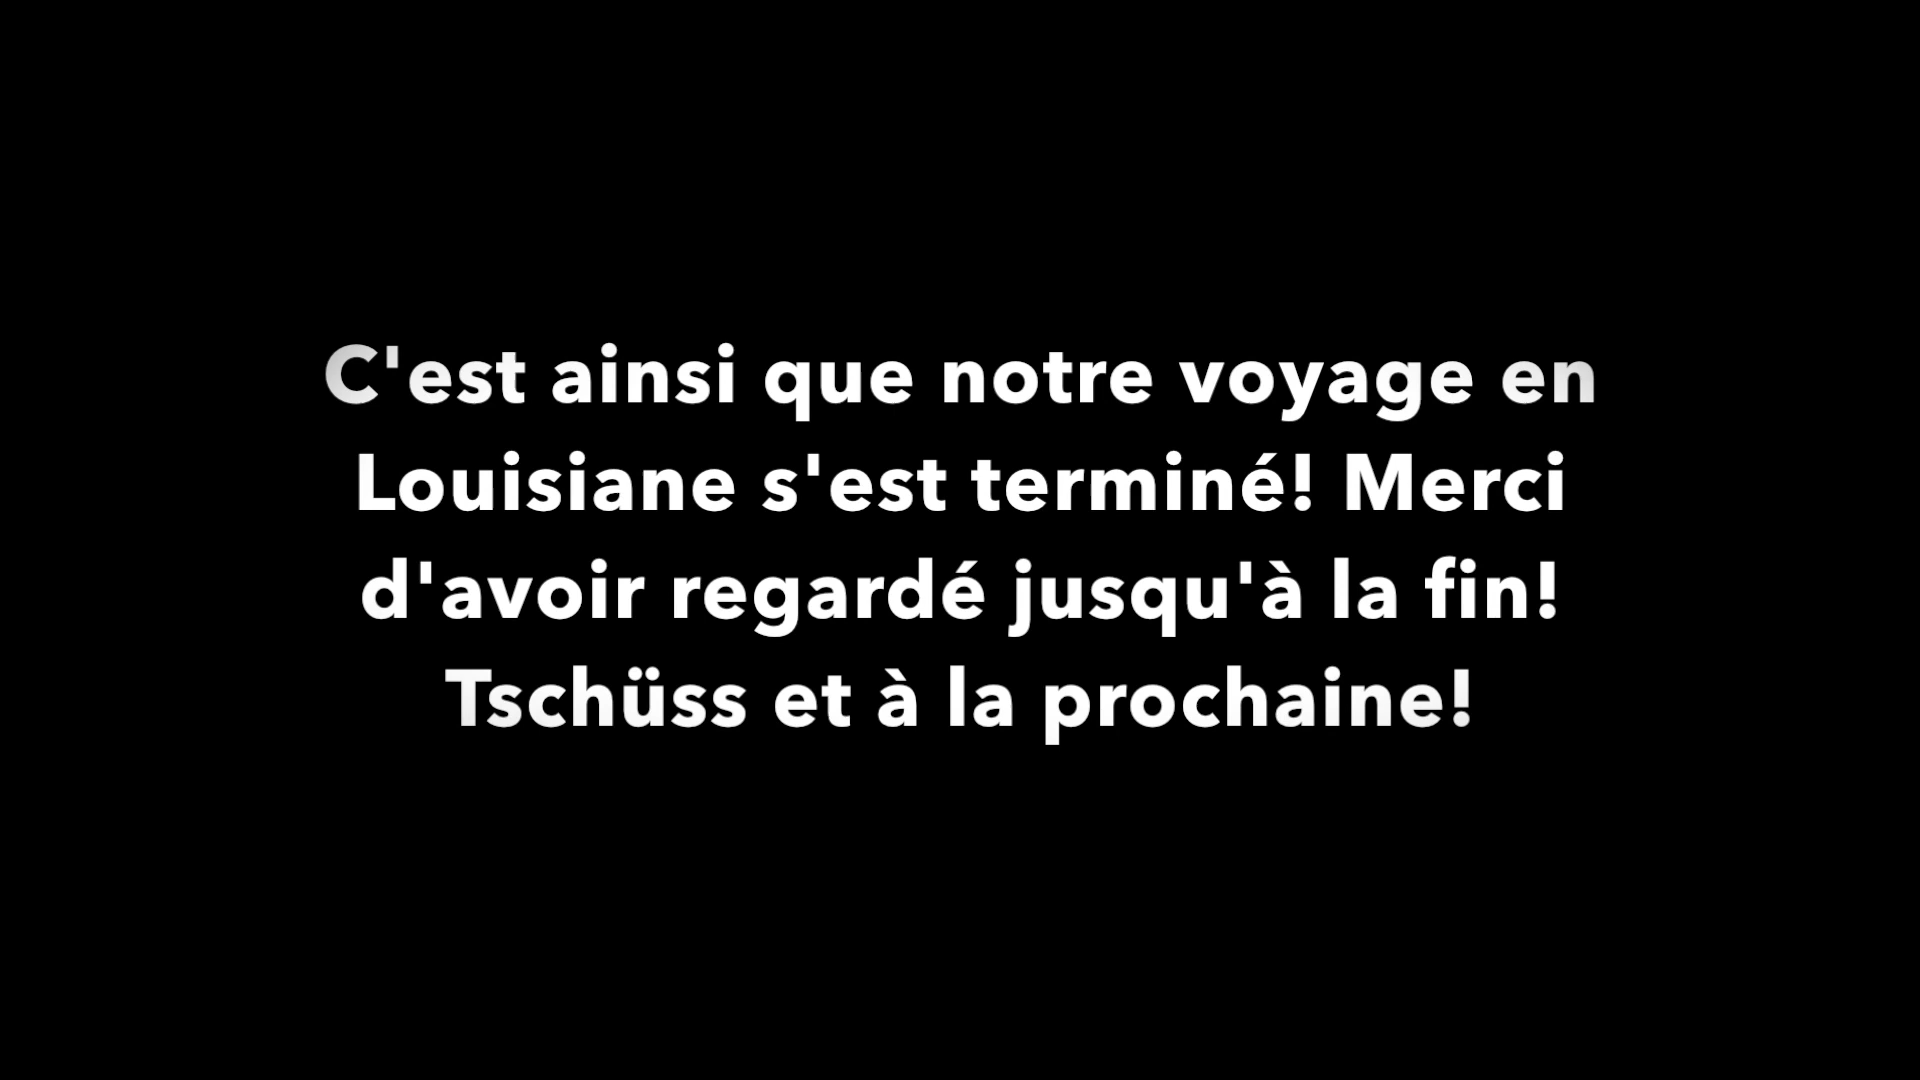 C'est ainsi que notre voyage en
Louisiane s'est terminé! Merci
d'avoir regardé jusqu'à la fin!
Tschüss et à la prochaine!